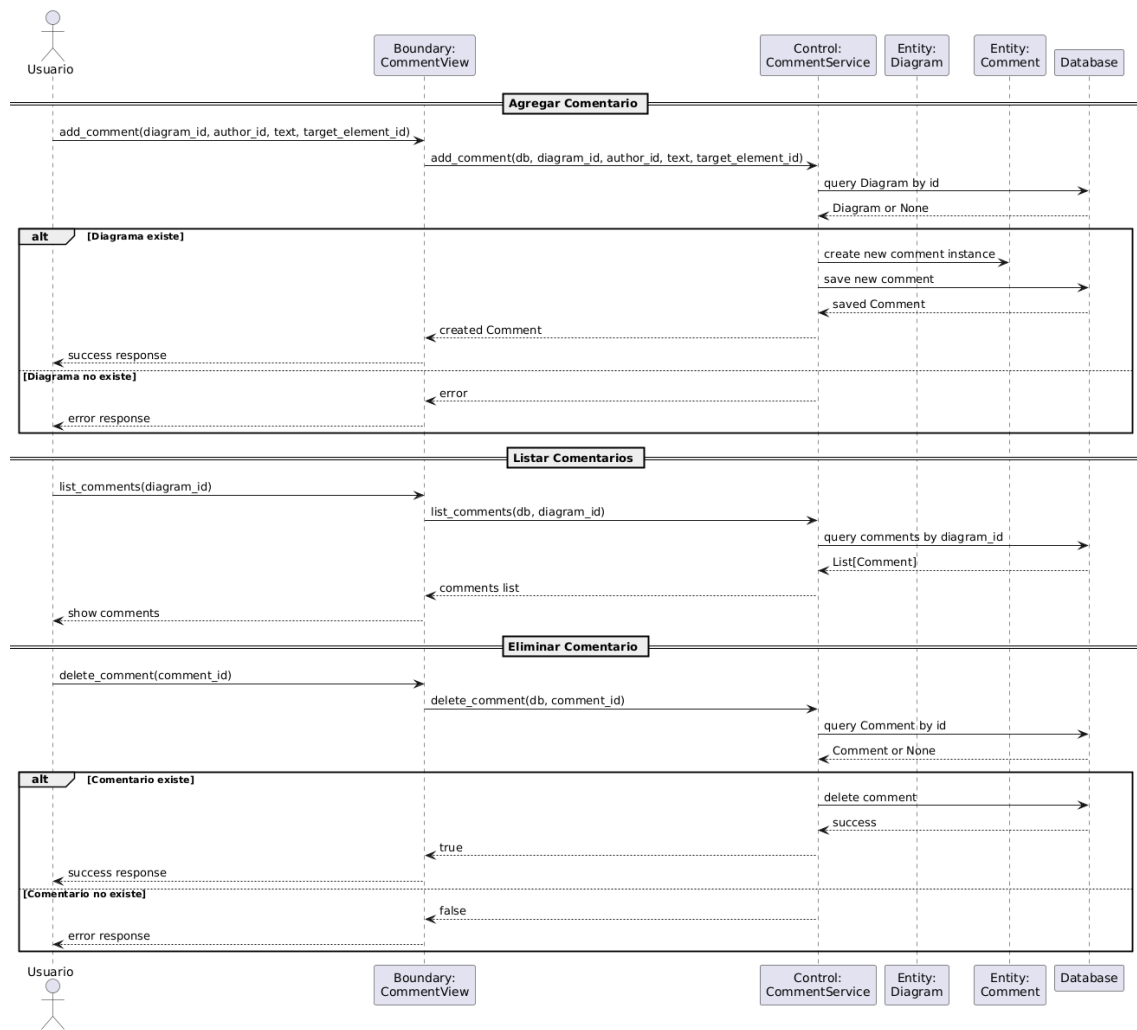 Usuario
Boundary:
CommentView
Control:
CommentService
Entity:
Diagram
Entity:
Comment
Database
Agregar Comentario
add_comment(diagram_id, author_id, text, target_element_id)
add_comment(db, diagram_id, author_id, text, target_element_id)
query Diagram by id
Diagram or None
alt [Diagrama existe]
create new comment instance
save new comment
saved Comment
created Comment
success response
[Diagrama no existe]
error
error response
Listar Comentarios
list_comments(diagram_id)
list_comments(db, diagram_id)
query comments by diagram_id
List[Comment]
comments list
show comments
Eliminar Comentario
delete_comment(comment_id)
delete_comment(db, comment_id)
query Comment by id
Comment or None
alt [Comentario existe]
delete comment
success
true
success response
[Comentario no existe]
false
error response
Usuario
Boundary:
CommentView
Control:
CommentService
Entity:
Diagram
Entity:
Comment
Database